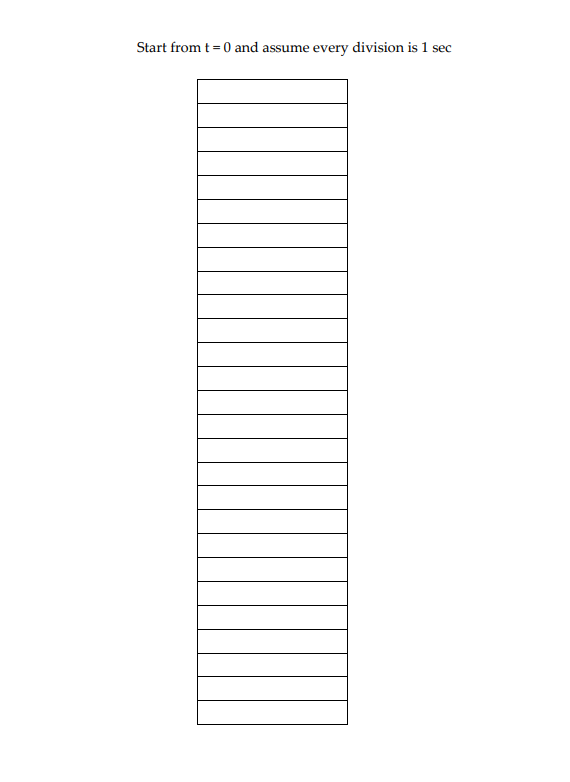 Start from t = 0 and assume every division is 1 sec